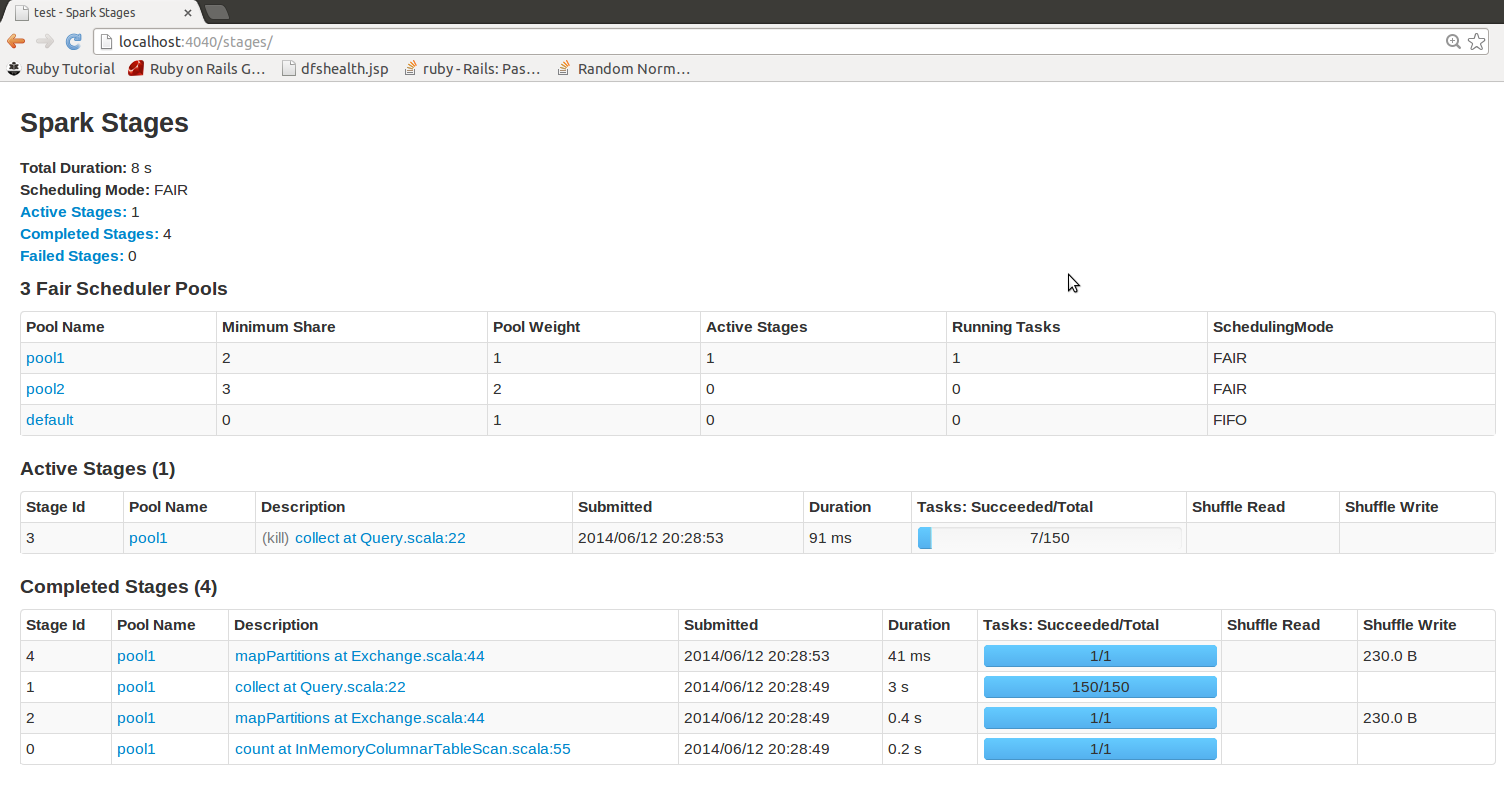 test - Spark Stages
localhost:4040/stages/
Ruby Tutorial Ruby on Rails G... dfshealth.jsp ruby - Rails: Pas... Random Norm...
Spark Stages
Total Duration: 8 s
Scheduling Mode: FAIR
Active Stages: 1
Completed Stages: 4
Failed Stages: 0
3 Fair Scheduler Pools
Pool Name Minimum Share Pool Weight Active Stages Running Tasks SchedulingMode
pool1 2 1 1 1 FAIR
pool2 3 2 0 0 FAIR
default 0 1 0 0 FIFO
Active Stages (1)
Stage Id Pool Name Description Submitted Duration Tasks: Succeeded/Total Shuffle Read Shuffle Write
3 pool1 (kill) collect at Query.scala:22 2014/06/12 20:28:53 91 ms 7/150
Completed Stages (4)
Stage Id Pool Name Description Submitted Duration Tasks: Succeeded/Total Shuffle Read Shuffle Write
4 pool1 mapPartitions at Exchange.scala:44 2014/06/12 20:28:53 41 ms 1/1 230.0 B
1 pool1 collect at Query.scala:22 2014/06/12 20:28:49 3 s 150/150
2 pool1 mapPartitions at Exchange.scala:44 2014/06/12 20:28:49 0.4 s 1/1 230.0 B
0 pool1 count at InMemoryColumnarTableScan.scala:55 2014/06/12 20:28:49 0.2 s 1/1